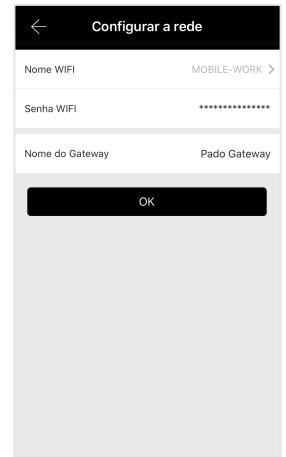 Configurar a rede
Nome WIFI MOBILE-WORK
Senha WIFI ***************
Nome do Gateway Pado Gateway
OK